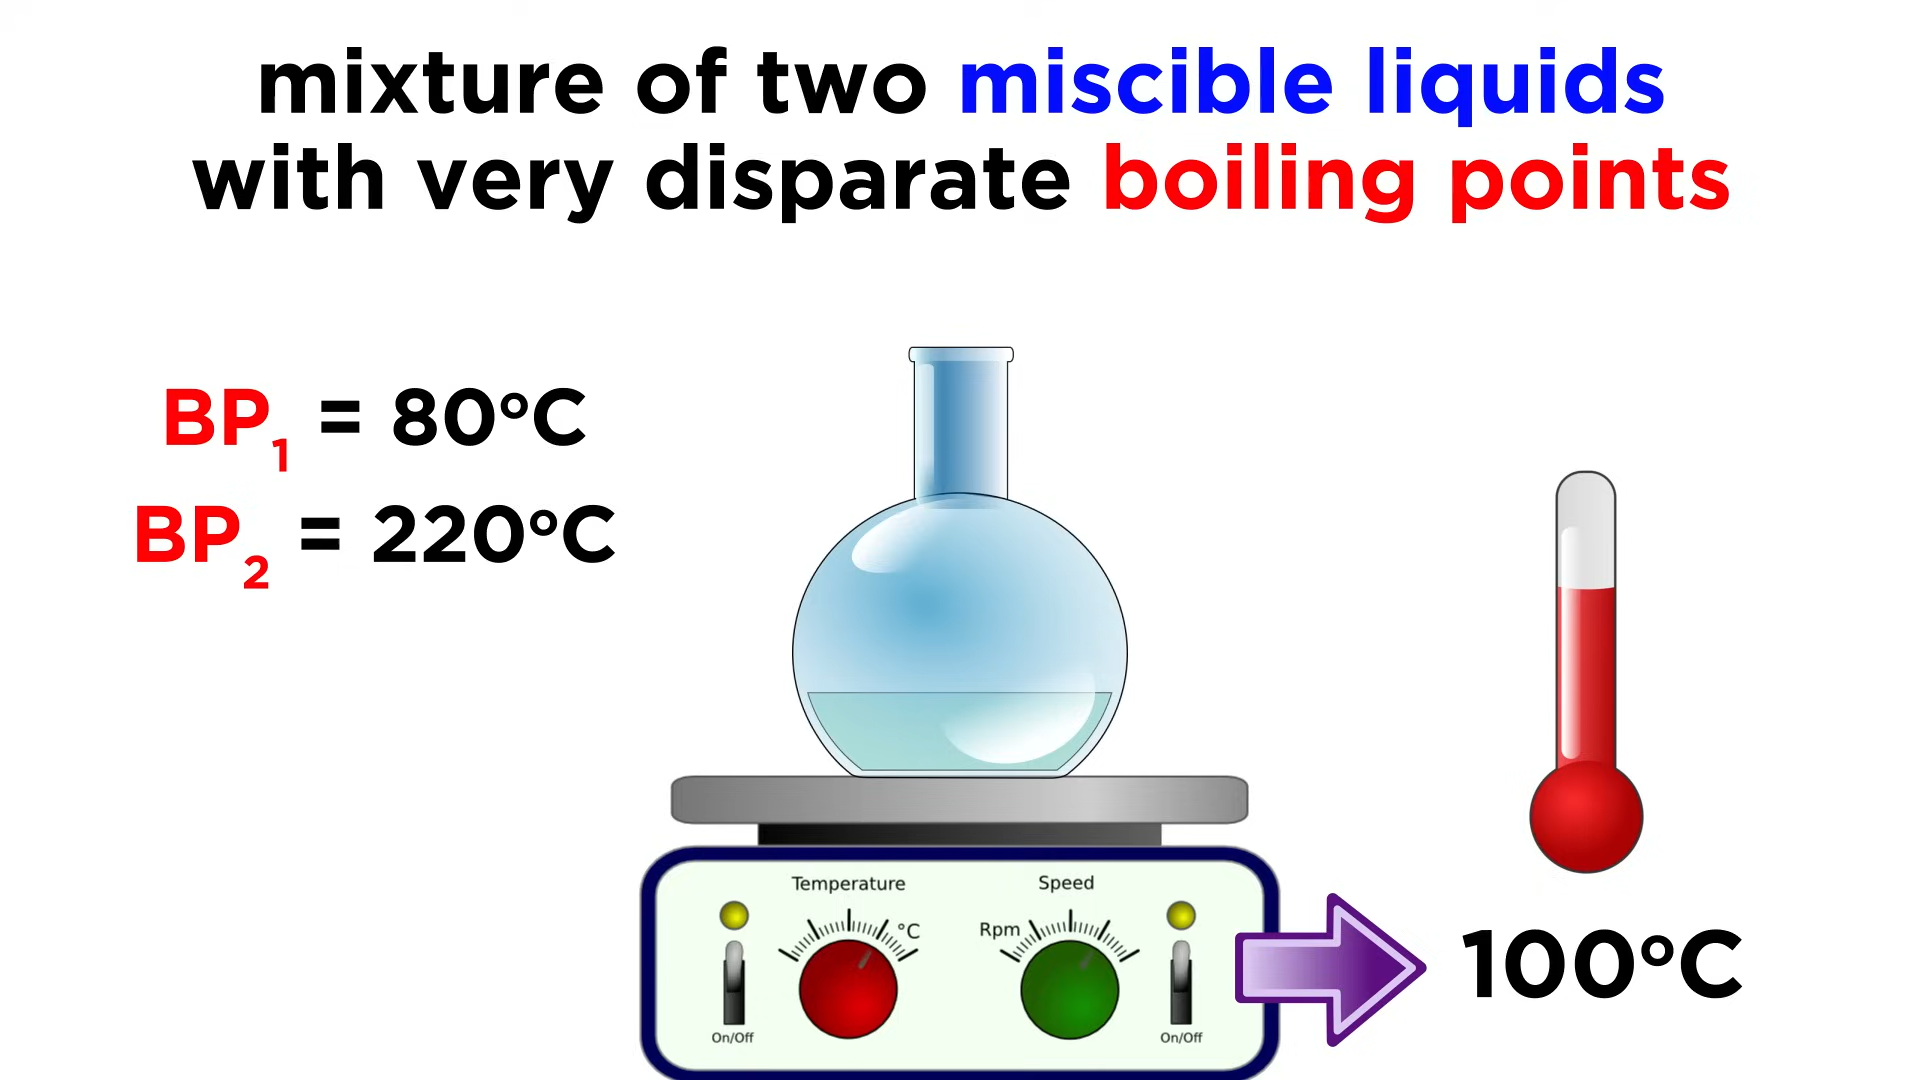 mixture of two miscible liquids
with very disparate boiling points
BP₁ = 80°C
BP₂ = 220°C
Temperature
°C
On/Off
Speed
Rpm
On/Off
100°C